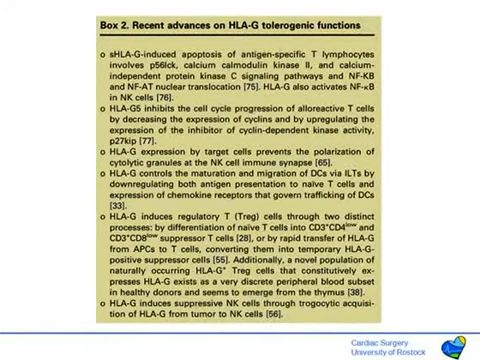 Box 2. Recent advances on HLA-G tolerogenic functions
o sHLA-G-induced apoptosis of antigen-specific T lymphocytes
involves p56lck, calcium calmodulin kinase II, and calcium-
independent protein kinase C signaling pathways and NF-KB
and NF-AT nuclear translocation [75]. HLA-G also activates NF-κB
in NK cells [76].
o HLA-G5 inhibits the cell cycle progression of alloreactive T cells
by decreasing the expression of cyclins and by upregulating the
expression of the inhibitor of cyclin-dependent kinase activity,
p27kip [77].
o HLA-G expression by target cells prevents the polarization of
cytolytic granules at the NK cell immune synapse [65].
o HLA-G controls the maturation and migration of DCs via ILTs by
downregulating both antigen presentation to naïve T cells and
expression of chemokine receptors that govern trafficking of DCs
[33].
o HLA-G induces regulatory T (Treg) cells through two distinct
processes: by differentiation of naïve T cells into CD3⁺CD4ˡᵒʷ and
CD3⁺CD8ˡᵒʷ suppressor T cells [28], or by rapid transfer of HLA-G
from APCs to T cells, converting them into temporary HLA-G-
positive suppressor cells [55]. Additionally, a novel population of
naturally occurring HLA-G⁺ Treg cells that constitutively ex-
presses HLA-G exists as a very discrete peripheral blood subset
in healthy donors and seems to emerge from the thymus [38].
o HLA-G induces suppressive NK cells through trogocytic acquisi-
tion of HLA-G from tumor to NK cells [56].
Cardiac Surgery
University of Rostock